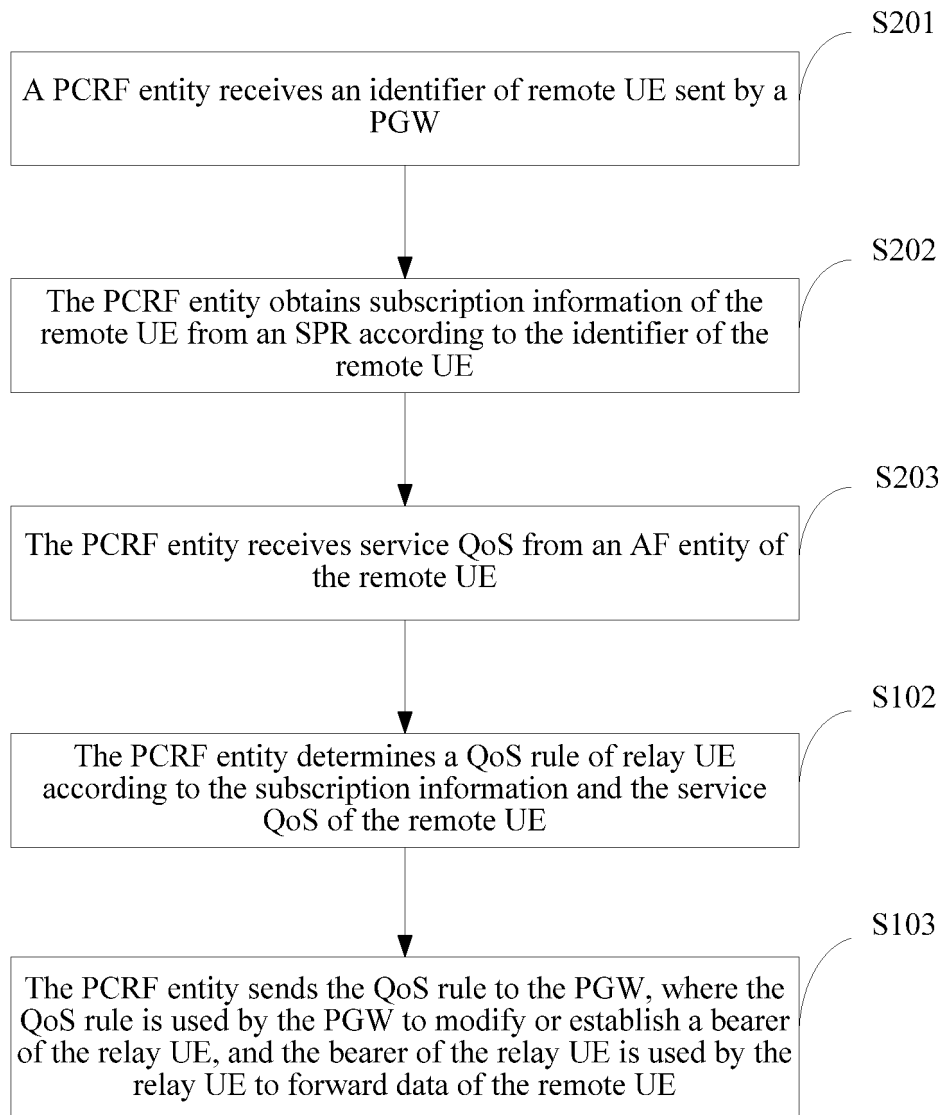 S201
A PCRF entity receives an identifier of remote UE sent by a
PGW
S202
The PCRF entity obtains subscription information of the
remote UE from an SPR according to the identifier of the
remote UE
S203
The PCRF entity receives service QoS from an AF entity of
the remote UE
S102
The PCRF entity determines a QoS rule of relay UE
according to the subscription information and the service
QoS of the remote UE
S103
The PCRF entity sends the QoS rule to the PGW, where the
QoS rule is used by the PGW to modify or establish a bearer
of the relay UE, and the bearer of the relay UE is used by the
relay UE to forward data of the remote UE